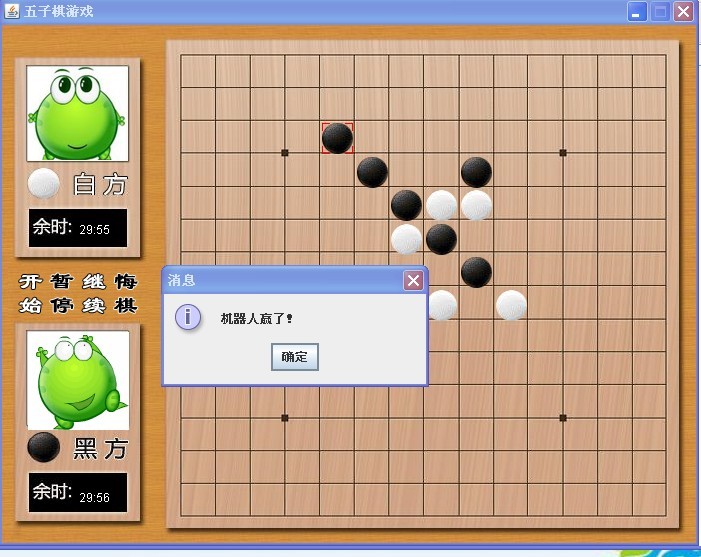 五子棋游戏
白方
余时: 29:55
开暂继悔
始停续棋
消息
机器人赢了!
确定
黑方
余时: 29:56